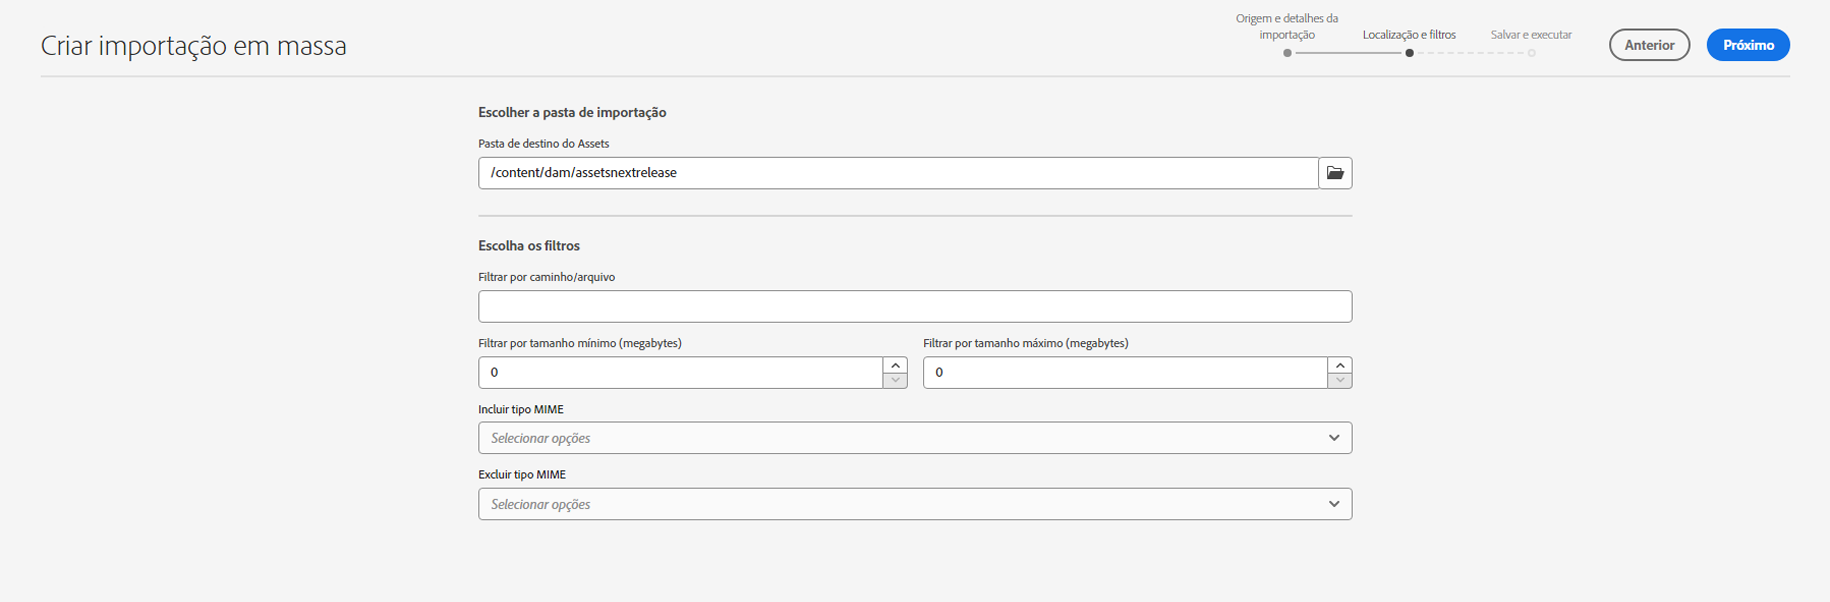 Criar importação em massa
Origem e detalhes da
importação
Localização e filtros
Salvar e executar
Anterior
Próximo
Escolher a pasta de importação
Pasta de destino do Assets
/content/dam/assetsnextrelease
Escolha os filtros
Filtrar por caminho/arquivo
Filtrar por tamanho mínimo (megabytes)
Filtrar por tamanho máximo (megabytes)
0
0
Incluir tipo MIME
Selecionar opções
Excluir tipo MIME
Selecionar opções